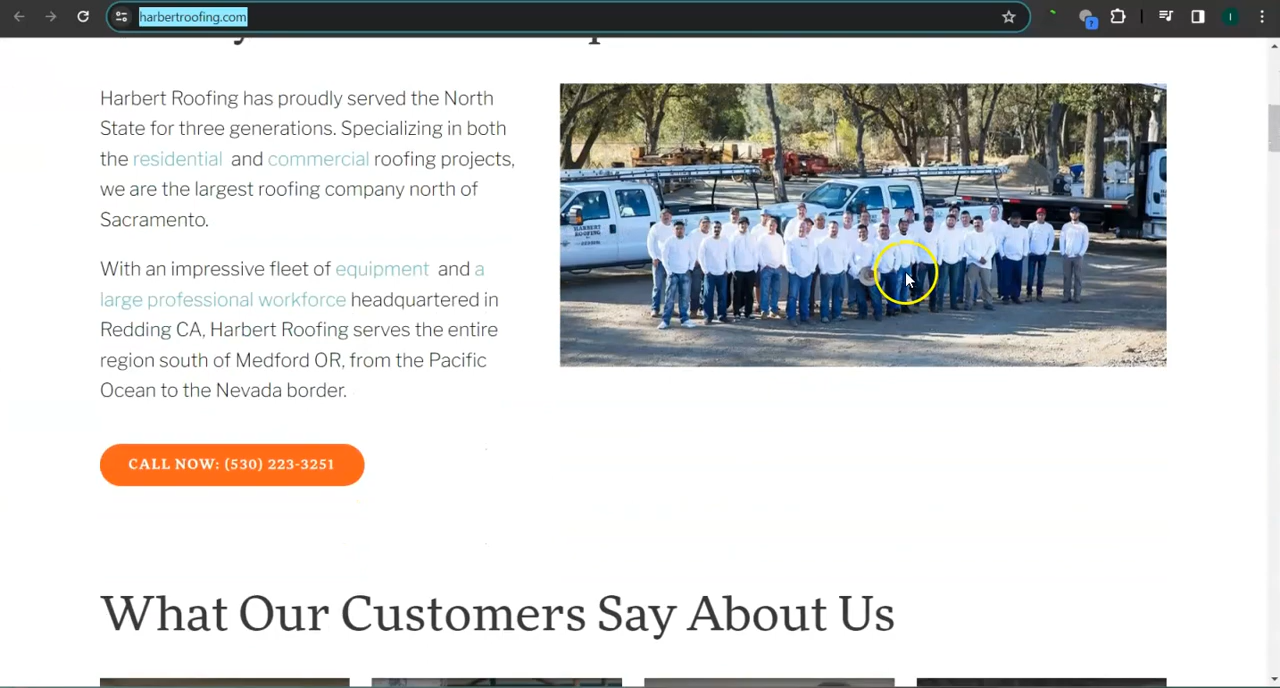 harbertroofing.com
Harbert Roofing has proudly served the North
State for three generations. Specializing in both
the residential and commercial roofing projects,
we are the largest roofing company north of
Sacramento.
With an impressive fleet of equipment and a
large professional workforce headquartered in
Redding CA, Harbert Roofing serves the entire
region south of Medford OR, from the Pacific
Ocean to the Nevada border.
HARBERT
ROOFING
CALL NOW: (530) 223-3251
What Our Customers Say About Us